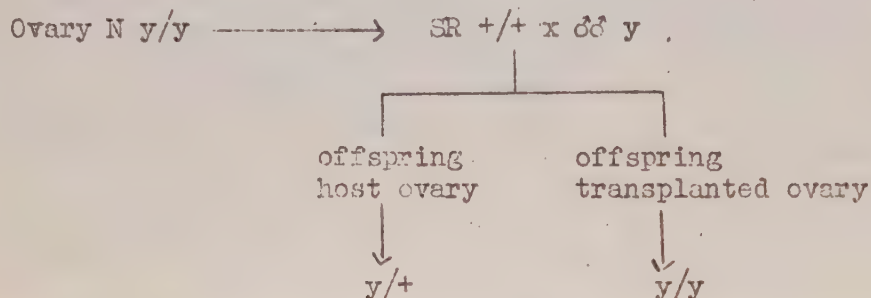 Ovary N y/y SR +/+ x ♂♂ y .
offspring offspring
host ovary transplanted ovary
y/+ y/y